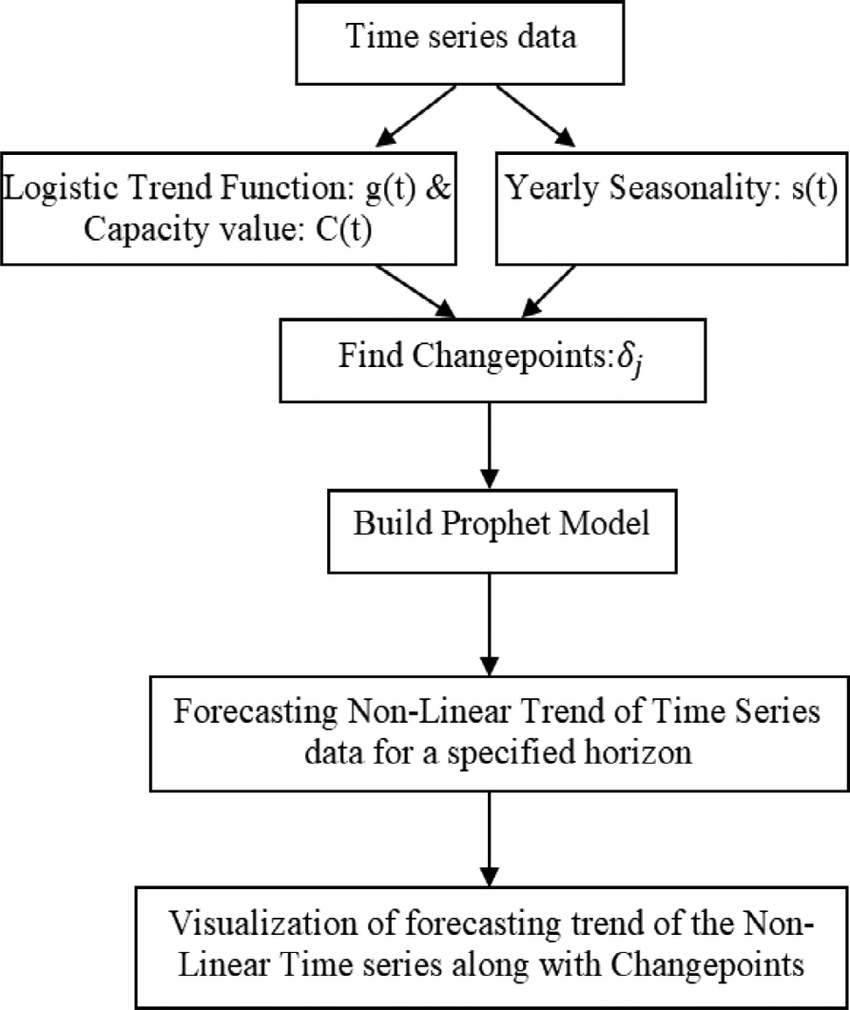 Time series data
Logistic Trend Function: g(t) &
Capacity value: C(t)
Yearly Seasonality: s(t)
Find Changepoints:δⱼ
Build Prophet Model
Forecasting Non-Linear Trend of Time Series
data for a specified horizon
Visualization of forecasting trend of the Non-
Linear Time series along with Changepoints